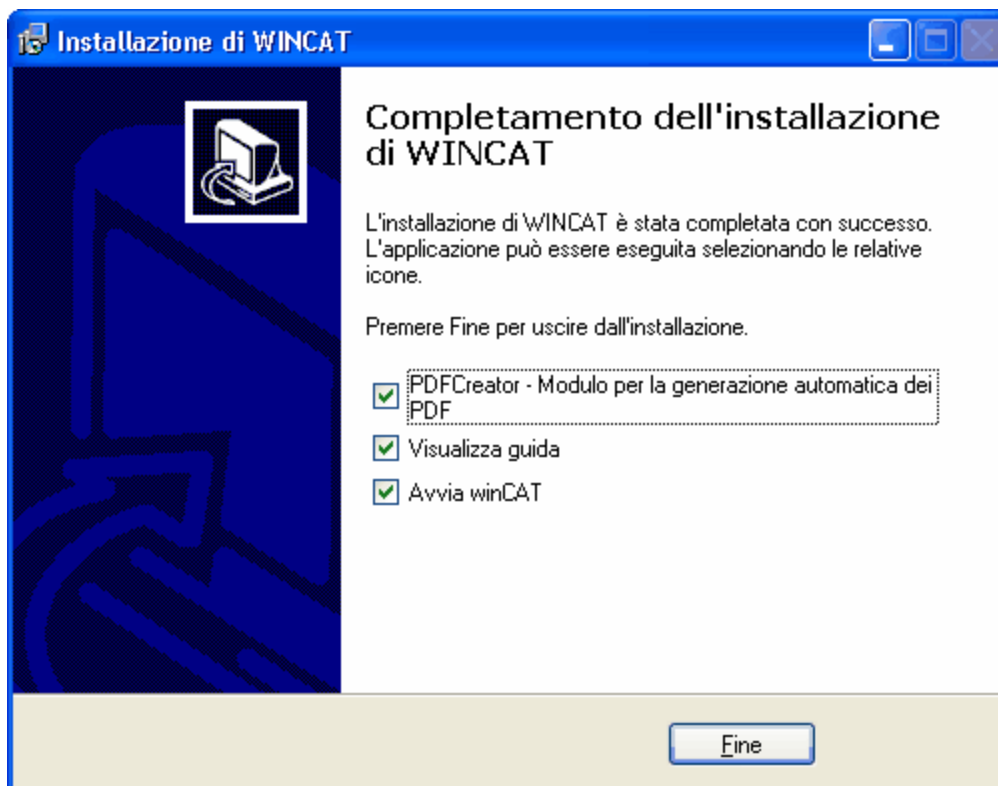 Installazione di WINCAT
Completamento dell'installazione
di WINCAT
L'installazione di WINCAT è stata completata con successo.
L'applicazione può essere eseguita selezionando le relative
icone.
Premere Fine per uscire dall'installazione.
PDFCreator - Modulo per la generazione automatica dei
PDF
Visualizza guida
Avvia winCAT
Fine